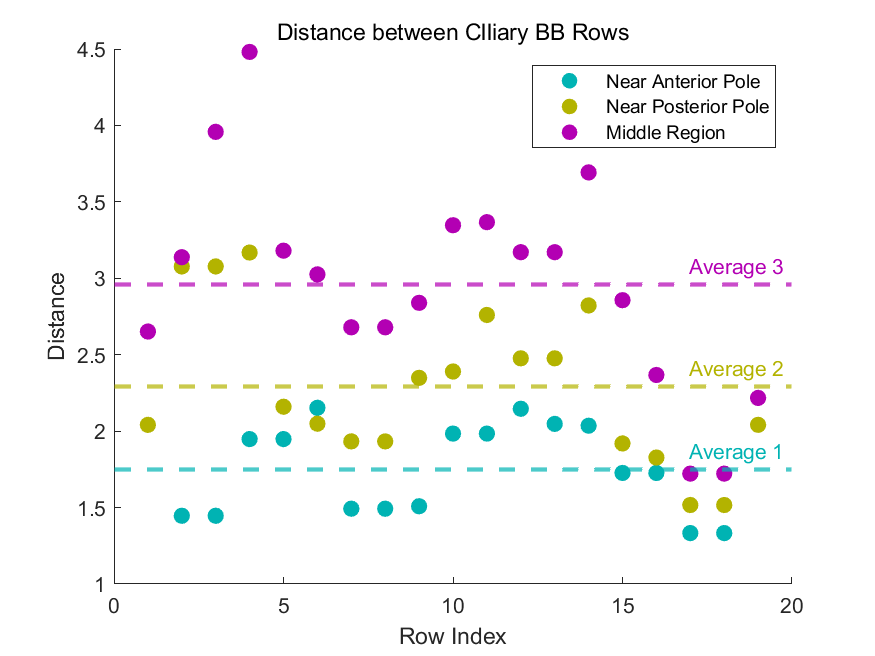 Distance between CIliary BB Rows
4.5
4
3.5
3
2.5
2
1.5
1
Distance
Near Anterior Pole
Near Posterior Pole
Middle Region
Average 3
Average 2
Average 1
0
5
10
15
20
Row Index